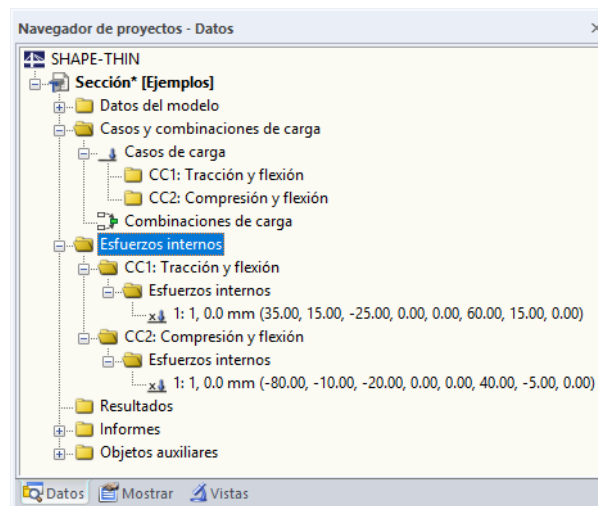 Navegador de proyectos - Datos
SHAPE-THIN
Sección* [Ejemplos]
Datos del modelo
Casos y combinaciones de carga
Casos de carga
CC1: Tracción y flexión
CC2: Compresión y flexión
Combinaciones de carga
Esfuerzos internos
CC1: Tracción y flexión
Esfuerzos internos
1: 1, 0.0 mm (35.00, 15.00, -25.00, 0.00, 0.00, 60.00, 15.00, 0.00)
CC2: Compresión y flexión
Esfuerzos internos
1: 1, 0.0 mm (-80.00, -10.00, -20.00, 0.00, 0.00, 40.00, -5.00, 0.00)
Resultados
Informes
Objetos auxiliares
Datos Mostrar Vistas